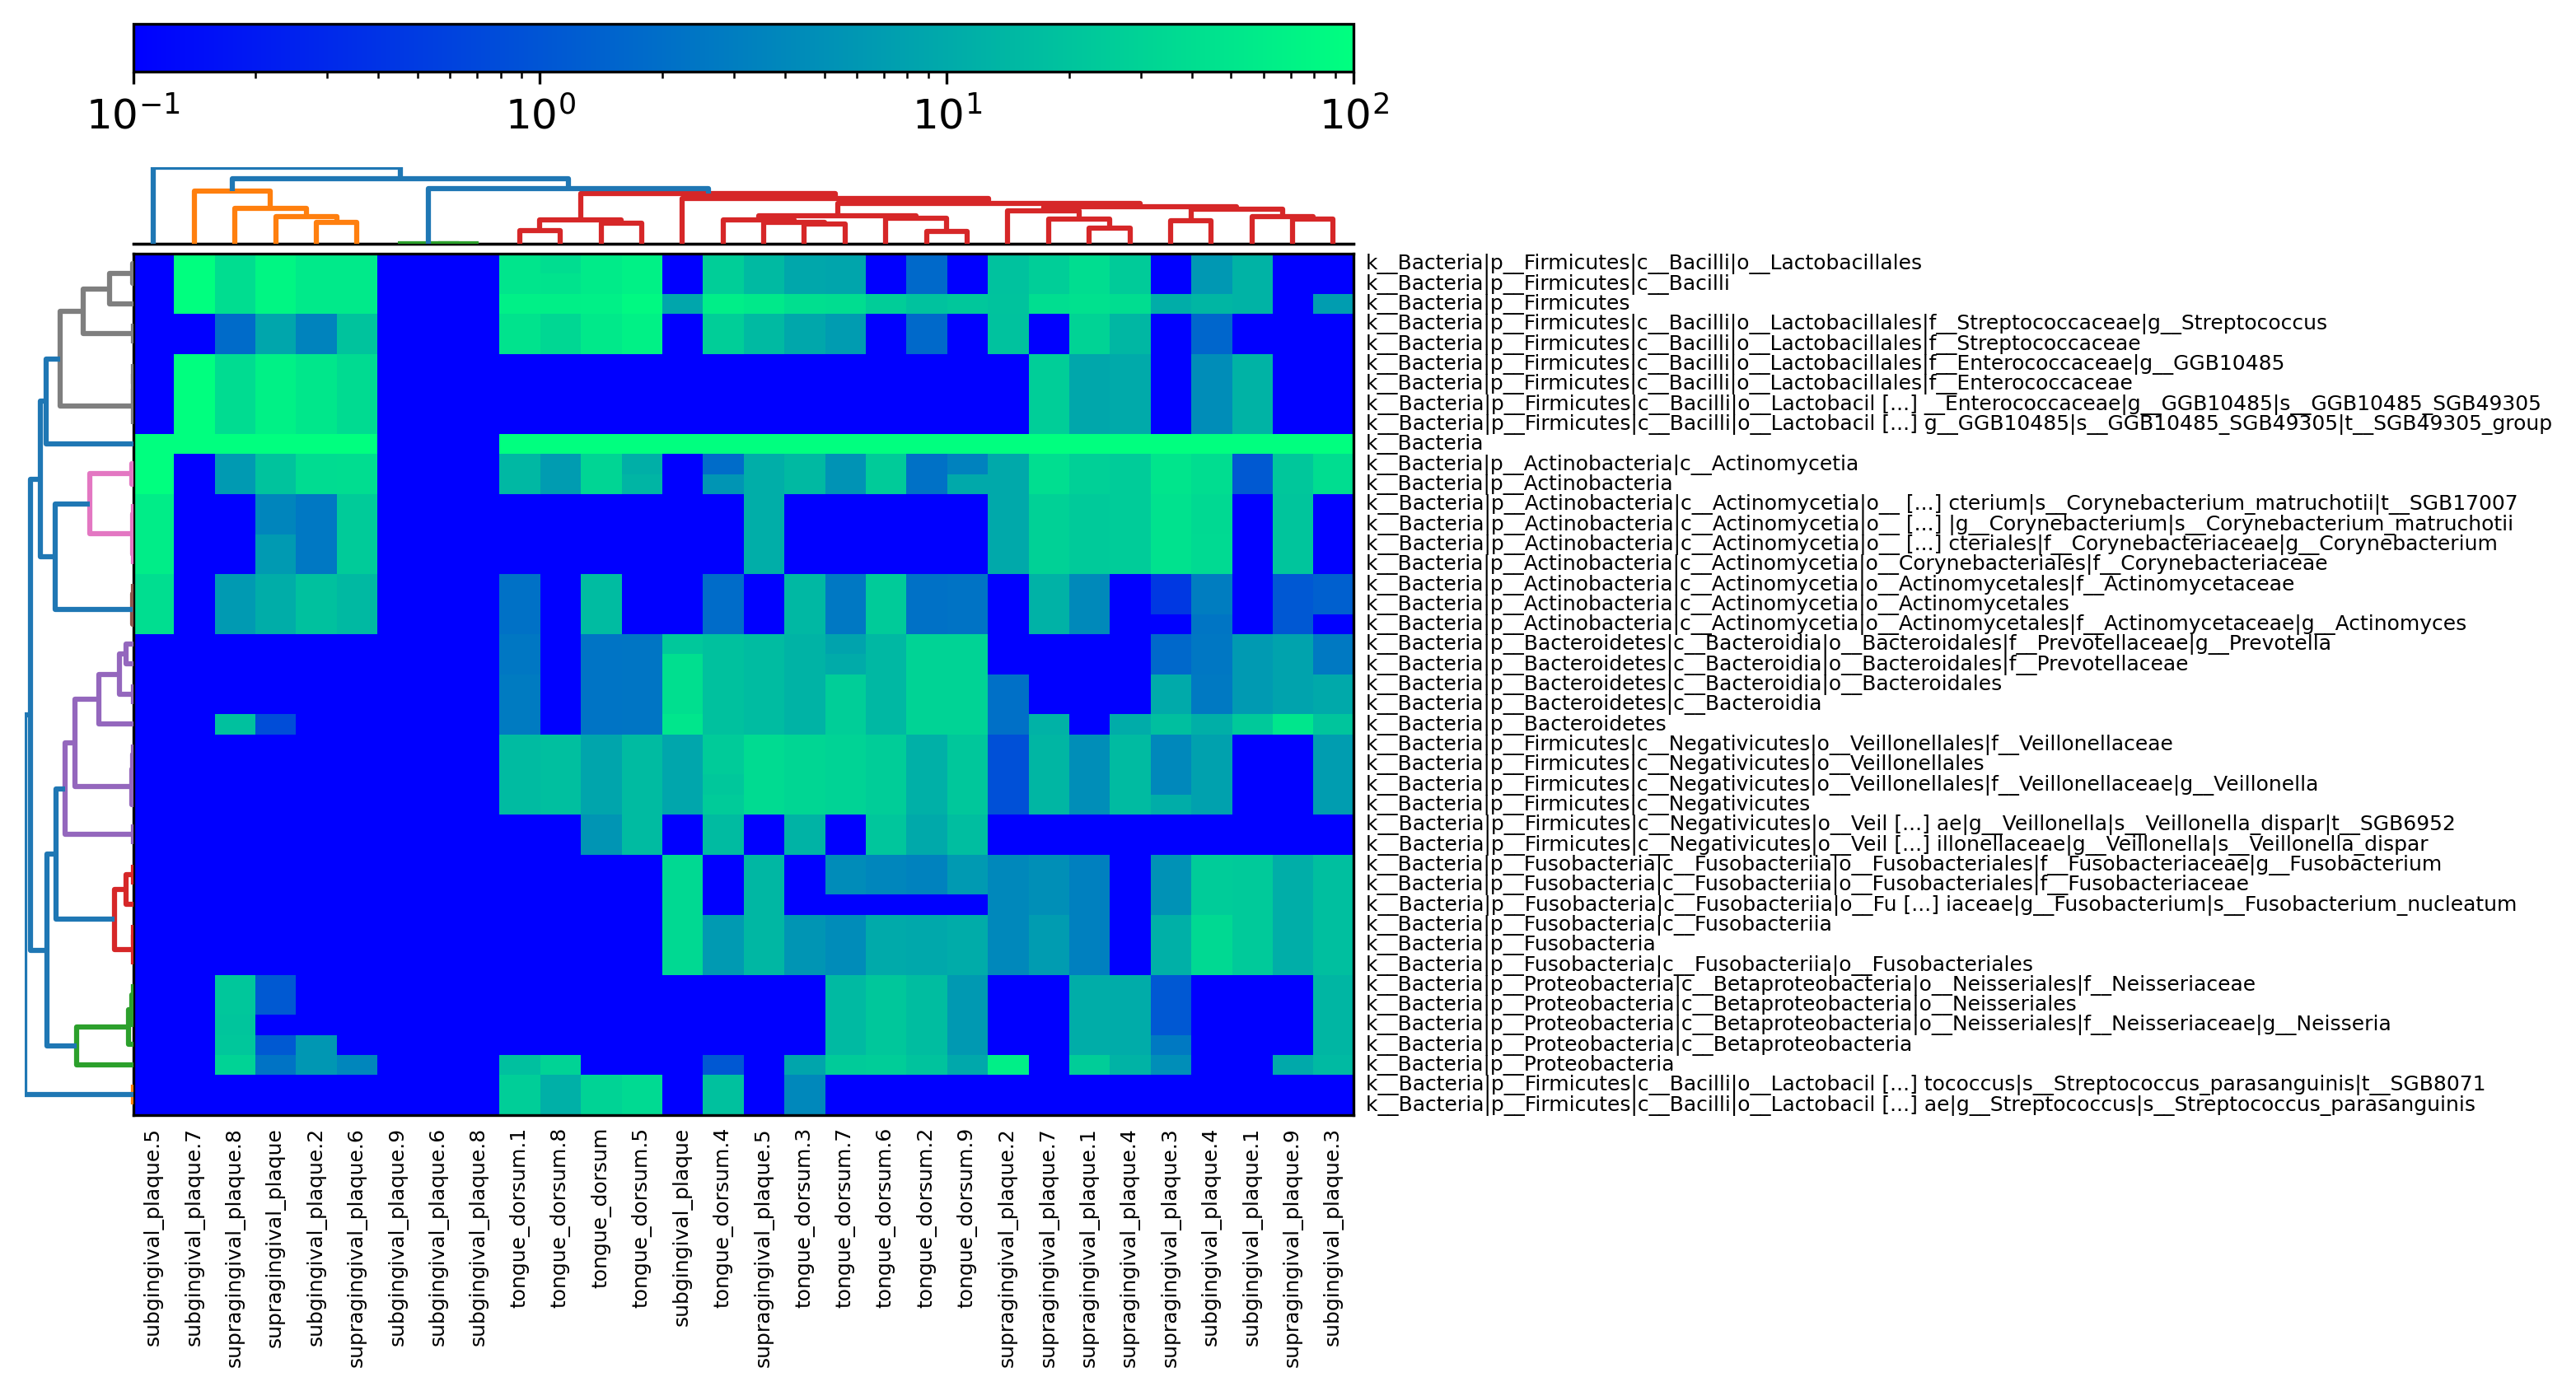 10⁻¹ 10⁰ 10¹ 10²
k__Bacteria|p__Firmicutes|c__Bacilli|o__Lactobacillales
k__Bacteria|p__Firmicutes|c__Bacilli
k__Bacteria|p__Firmicutes
k__Bacteria|p__Firmicutes|c__Bacilli|o__Lactobacillales|f__Streptococcaceae|g__Streptococcus
k__Bacteria|p__Firmicutes|c__Bacilli|o__Lactobacillales|f__Streptococcaceae
k__Bacteria|p__Firmicutes|c__Bacilli|o__Lactobacillales|f__Enterococcaceae|g__GGB10485
k__Bacteria|p__Firmicutes|c__Bacilli|o__Lactobacillales|f__Enterococcaceae
k__Bacteria|p__Firmicutes|c__Bacilli|o__Lactobacil [...] __Enterococcaceae|g__GGB10485|s__GGB10485_SGB49305
k__Bacteria|p__Firmicutes|c__Bacilli|o__Lactobacil [...] g__GGB10485|s__GGB10485_SGB49305|t__SGB49305_group
k__Bacteria
k__Bacteria|p__Actinobacteria|c__Actinomycetia
k__Bacteria|p__Actinobacteria
k__Bacteria|p__Actinobacteria|c__Actinomycetia|o__ [...] cterium|s__Corynebacterium_matruchotii|t__SGB17007
k__Bacteria|p__Actinobacteria|c__Actinomycetia|o__ [...] |g__Corynebacterium|s__Corynebacterium_matruchotii
k__Bacteria|p__Actinobacteria|c__Actinomycetia|o__ [...] cteriales|f__Corynebacteriaceae|g__Corynebacterium
k__Bacteria|p__Actinobacteria|c__Actinomycetia|o__Corynebacteriales|f__Corynebacteriaceae
k__Bacteria|p__Actinobacteria|c__Actinomycetia|o__Actinomycetales|f__Actinomycetaceae
k__Bacteria|p__Actinobacteria|c__Actinomycetia|o__Actinomycetales
k__Bacteria|p__Actinobacteria|c__Actinomycetia|o__Actinomycetales|f__Actinomycetaceae|g__Actinomyces
k__Bacteria|p__Bacteroidetes|c__Bacteroidia|o__Bacteroidales|f__Prevotellaceae|g__Prevotella
k__Bacteria|p__Bacteroidetes|c__Bacteroidia|o__Bacteroidales|f__Prevotellaceae
k__Bacteria|p__Bacteroidetes|c__Bacteroidia|o__Bacteroidales
k__Bacteria|p__Bacteroidetes|c__Bacteroidia
k__Bacteria|p__Bacteroidetes
k__Bacteria|p__Firmicutes|c__Negativicutes|o__Veillonellales|f__Veillonellaceae
k__Bacteria|p__Firmicutes|c__Negativicutes|o__Veillonellales
k__Bacteria|p__Firmicutes|c__Negativicutes|o__Veillonellales|f__Veillonellaceae|g__Veillonella
k__Bacteria|p__Firmicutes|c__Negativicutes
k__Bacteria|p__Firmicutes|c__Negativicutes|o__Veil [...] ae|g__Veillonella|s__Veillonella_dispar|t__SGB6952
k__Bacteria|p__Firmicutes|c__Negativicutes|o__Veil [...] illonellaceae|g__Veillonella|s__Veillonella_dispar
k__Bacteria|p__Fusobacteria|c__Fusobacteriia|o__Fusobacteriales|f__Fusobacteriaceae|g__Fusobacterium
k__Bacteria|p__Fusobacteria|c__Fusobacteriia|o__Fusobacteriales|f__Fusobacteriaceae
k__Bacteria|p__Fusobacteria|c__Fusobacteriia|o__Fu [...] iaceae|g__Fusobacterium|s__Fusobacterium_nucleatum
k__Bacteria|p__Fusobacteria|c__Fusobacteriia
k__Bacteria|p__Fusobacteria
k__Bacteria|p__Fusobacteria|c__Fusobacteriia|o__Fusobacteriales
k__Bacteria|p__Proteobacteria|c__Betaproteobacteria|o__Neisseriales|f__Neisseriaceae
k__Bacteria|p__Proteobacteria|c__Betaproteobacteria|o__Neisseriales
k__Bacteria|p__Proteobacteria|c__Betaproteobacteria|o__Neisseriales|f__Neisseriaceae|g__Neisseria
k__Bacteria|p__Proteobacteria|c__Betaproteobacteria
k__Bacteria|p__Proteobacteria
k__Bacteria|p__Firmicutes|c__Bacilli|o__Lactobacil [...] tococcus|s__Streptococcus_parasanguinis|t__SGB8071
k__Bacteria|p__Firmicutes|c__Bacilli|o__Lactobacil [...] ae|g__Streptococcus|s__Streptococcus_parasanguinis
subgingival_plaque.5
subgingival_plaque.7
supragingival_plaque.8
supragingival_plaque
subgingival_plaque.2
supragingival_plaque.6
subgingival_plaque.9
subgingival_plaque.6
subgingival_plaque.8
tongue_dorsum.1
tongue_dorsum.8
tongue_dorsum
tongue_dorsum.5
subgingival_plaque
tongue_dorsum.4
supragingival_plaque.5
tongue_dorsum.3
tongue_dorsum.7
tongue_dorsum.6
tongue_dorsum.2
tongue_dorsum.9
supragingival_plaque.2
supragingival_plaque.7
supragingival_plaque.1
supragingival_plaque.4
supragingival_plaque.3
subgingival_plaque.4
subgingival_plaque.1
supragingival_plaque.9
subgingival_plaque.3